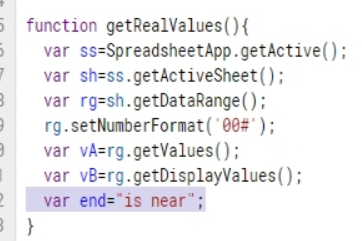 function getRealValues(){
var ss=SpreadsheetApp.getActive();
var sh=ss.getActiveSheet();
var rg=sh.getDataRange();
rg.setNumberFormat('00#');
var vA=rg.getValues();
var vB=rg.getDisplayValues();
var end="is near";
}